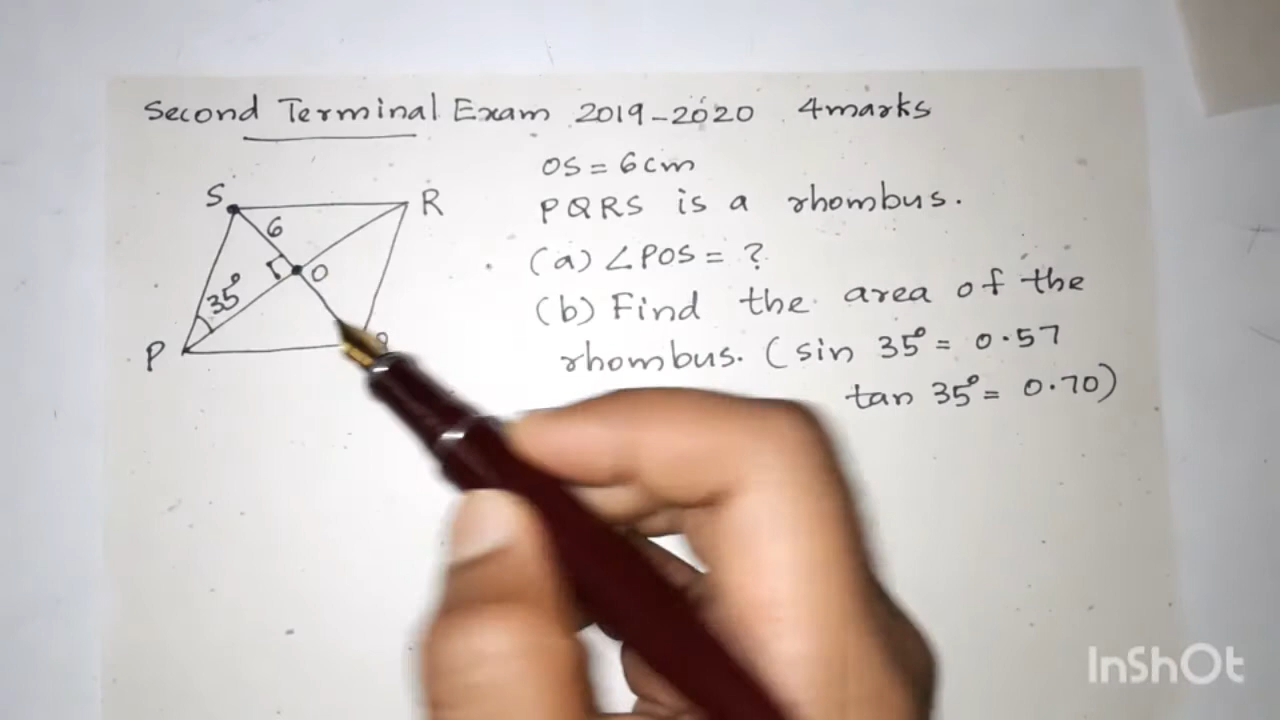 Second Terminal Exam 2019-2020 4marks
OS = 6cm
PQRS is a rhombus.
(a) ∠POS = ?
(b) Find the area of the
rhombus. (sin 35° = 0.57
tan 35° = 0.70)
S
R
6
O
35°
P
InShOt